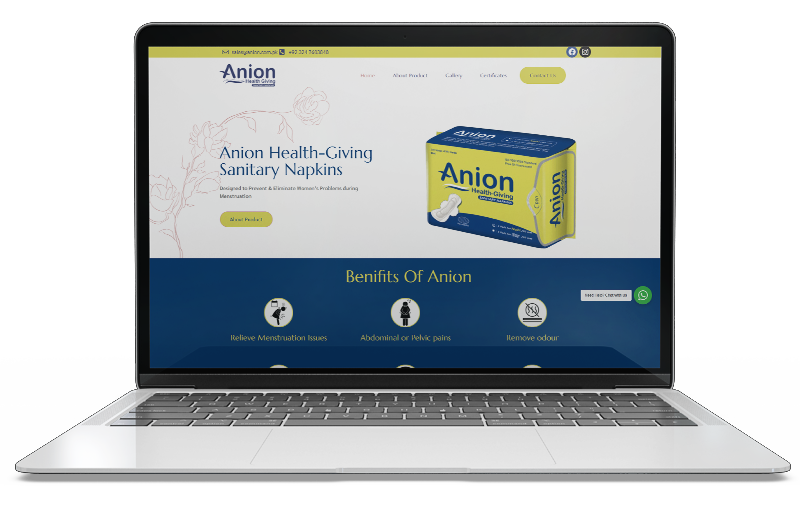 sales@anion.com.pk
Anion
Health Giving
Home
About Product
Gallery
Certificates
Contact Us
Anion Health-Giving
Sanitary Napkins
Designed to Prevent & Eliminate Women's Problems during
Menstruation
About Product
Anion
Anion
Health-Giving
Anion
Benifits Of Anion
Need Help? Chat with us
Relieve Menstruation Issues
Abdominal or Pelvic pains
Remove odour